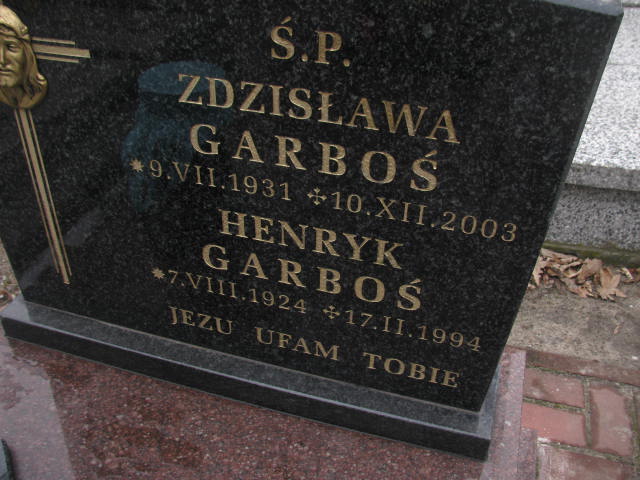 Ś.P.
ZDZISŁAWA
GARBOŚ
*9.VII.1931 ✢10.XII.2003
HENRYK
GARBOŚ
*7.VIII.1924 ✢17.II.1994
JEZU UFAM TOBIE